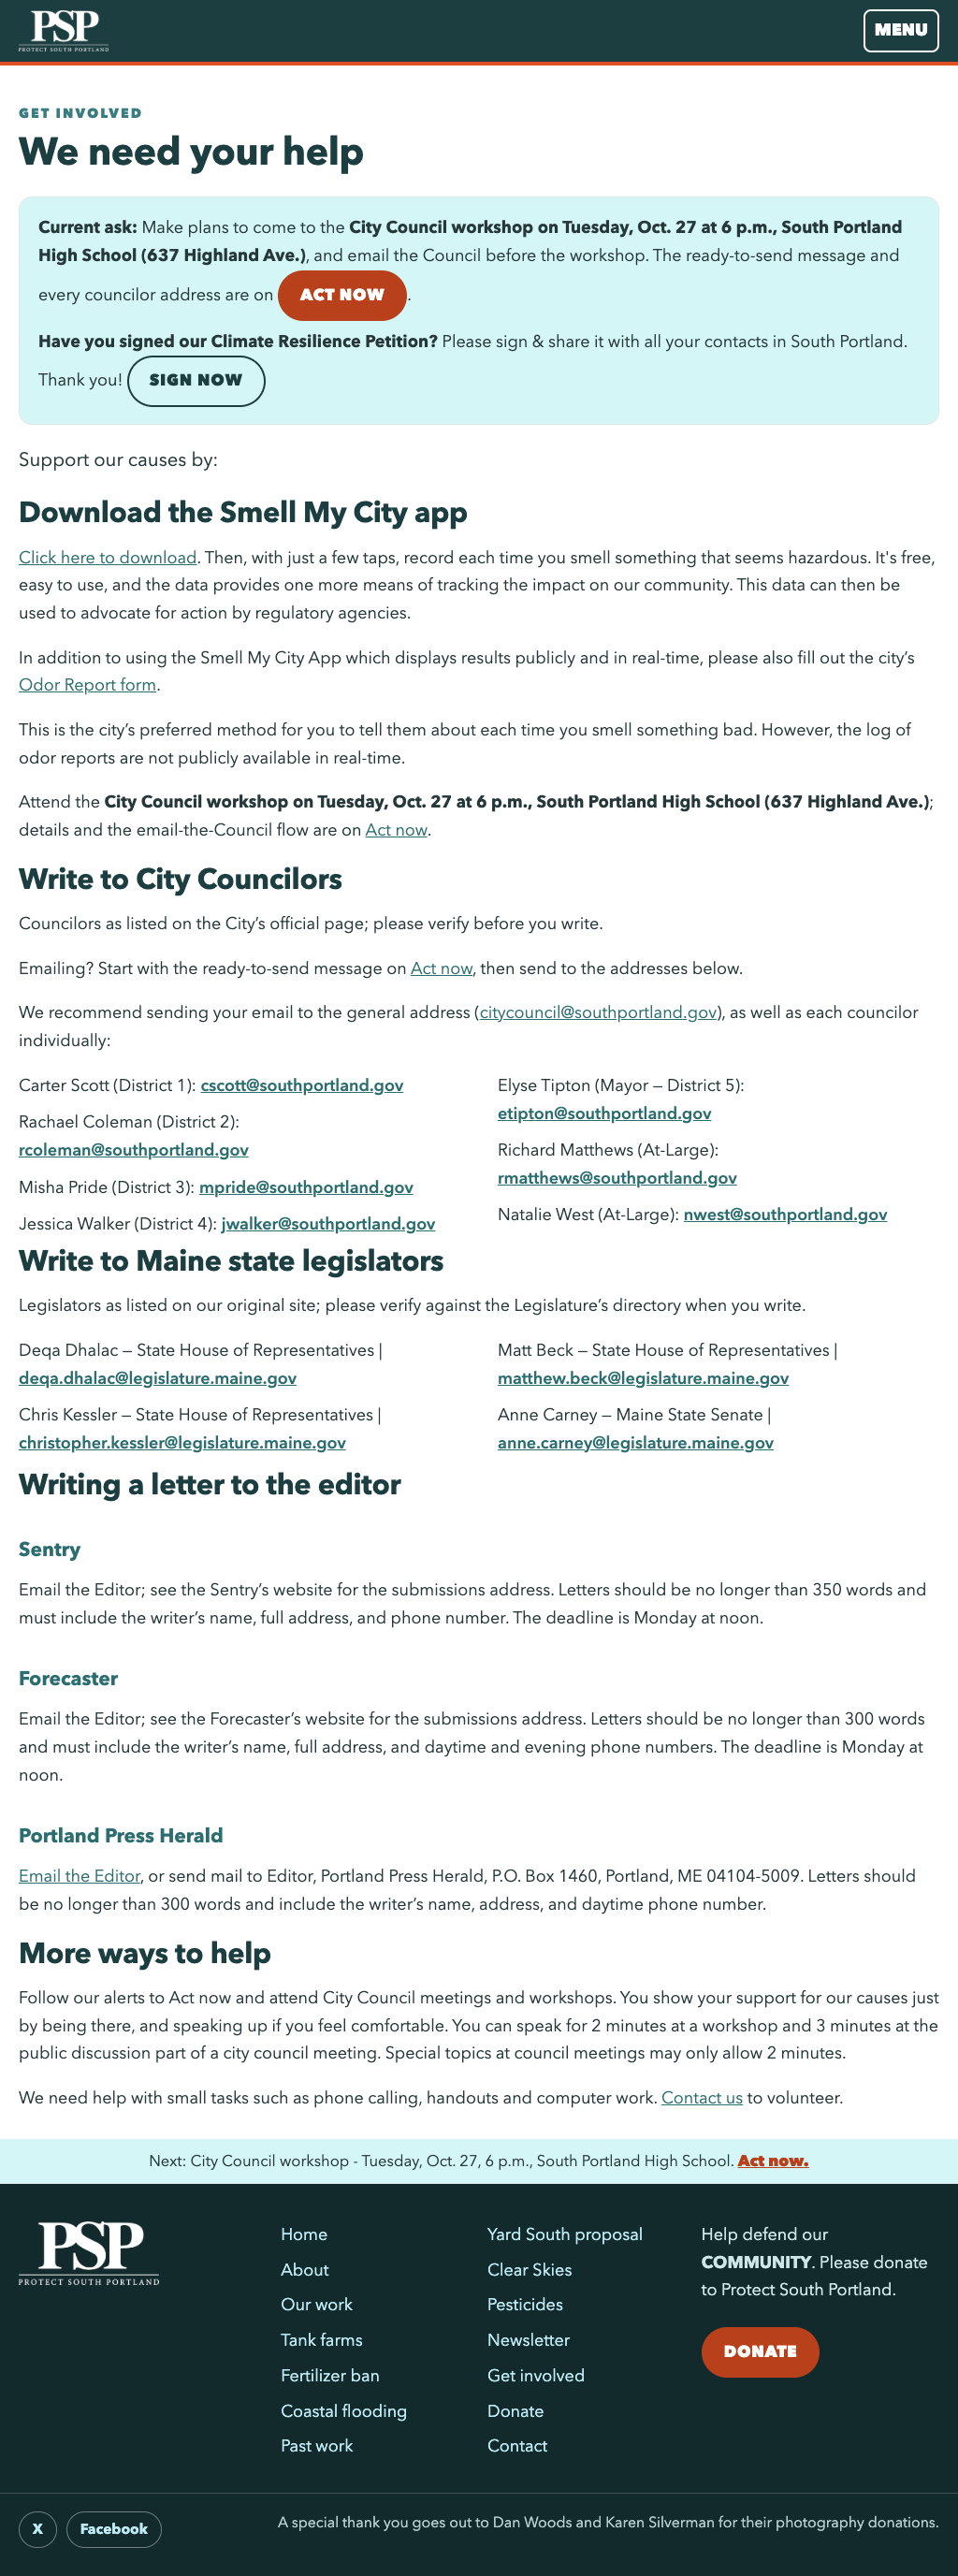 PSP
PROTECT SOUTH PORTLAND
MENU
GET INVOLVED
We need your help
Current ask: Make plans to come to the City Council workshop on Tuesday, Oct. 27 at 6 p.m., South Portland
High School (637 Highland Ave.), and email the Council before the workshop. The ready-to-send message and
every councilor address are on ACT NOW.
Have you signed our Climate Resilience Petition? Please sign & share it with all your contacts in South Portland.
Thank you! SIGN NOW
Support our causes by:
Download the Smell My City app
Click here to download. Then, with just a few taps, record each time you smell something that seems hazardous. It's free,
easy to use, and the data provides one more means of tracking the impact on our community. This data can then be
used to advocate for action by regulatory agencies.
In addition to using the Smell My City App which displays results publicly and in real-time, please also fill out the city’s
Odor Report form.
This is the city’s preferred method for you to tell them about each time you smell something bad. However, the log of
odor reports are not publicly available in real-time.
Attend the City Council workshop on Tuesday, Oct. 27 at 6 p.m., South Portland High School (637 Highland Ave.);
details and the email-the-Council flow are on Act now.
Write to City Councilors
Councilors as listed on the City’s official page; please verify before you write.
Emailing? Start with the ready-to-send message on Act now, then send to the addresses below.
We recommend sending your email to the general address (citycouncil@southportland.gov), as well as each councilor
individually:
Carter Scott (District 1): cscott@southportland.gov
Rachael Coleman (District 2):
rcoleman@southportland.gov
Misha Pride (District 3): mpride@southportland.gov
Jessica Walker (District 4): jwalker@southportland.gov
Elyse Tipton (Mayor – District 5):
etipton@southportland.gov
Richard Matthews (At-Large):
rmatthews@southportland.gov
Natalie West (At-Large): nwest@southportland.gov
Write to Maine state legislators
Legislators as listed on our original site; please verify against the Legislature’s directory when you write.
Deqa Dhalac – State House of Representatives |
deqa.dhalac@legislature.maine.gov
Chris Kessler – State House of Representatives |
christopher.kessler@legislature.maine.gov
Matt Beck – State House of Representatives |
matthew.beck@legislature.maine.gov
Anne Carney – Maine State Senate |
anne.carney@legislature.maine.gov
Writing a letter to the editor
Sentry
Email the Editor; see the Sentry’s website for the submissions address. Letters should be no longer than 350 words and
must include the writer’s name, full address, and phone number. The deadline is Monday at noon.
Forecaster
Email the Editor; see the Forecaster’s website for the submissions address. Letters should be no longer than 300 words
and must include the writer’s name, full address, and daytime and evening phone numbers. The deadline is Monday at
noon.
Portland Press Herald
Email the Editor, or send mail to Editor, Portland Press Herald, P.O. Box 1460, Portland, ME 04104-5009. Letters should
be no longer than 300 words and include the writer’s name, address, and daytime phone number.
More ways to help
Follow our alerts to Act now and attend City Council meetings and workshops. You show your support for our causes just
by being there, and speaking up if you feel comfortable. You can speak for 2 minutes at a workshop and 3 minutes at the
public discussion part of a city council meeting. Special topics at council meetings may only allow 2 minutes.
We need help with small tasks such as phone calling, handouts and computer work. Contact us to volunteer.
Next: City Council workshop - Tuesday, Oct. 27, 6 p.m., South Portland High School. Act now.
PSP
PROTECT SOUTH PORTLAND
Home
About
Our work
Tank farms
Fertilizer ban
Coastal flooding
Past work
Yard South proposal
Clear Skies
Pesticides
Newsletter
Get involved
Donate
Contact
Help defend our
COMMUNITY. Please donate
to Protect South Portland.
DONATE
X
Facebook
A special thank you goes out to Dan Woods and Karen Silverman for their photography donations.